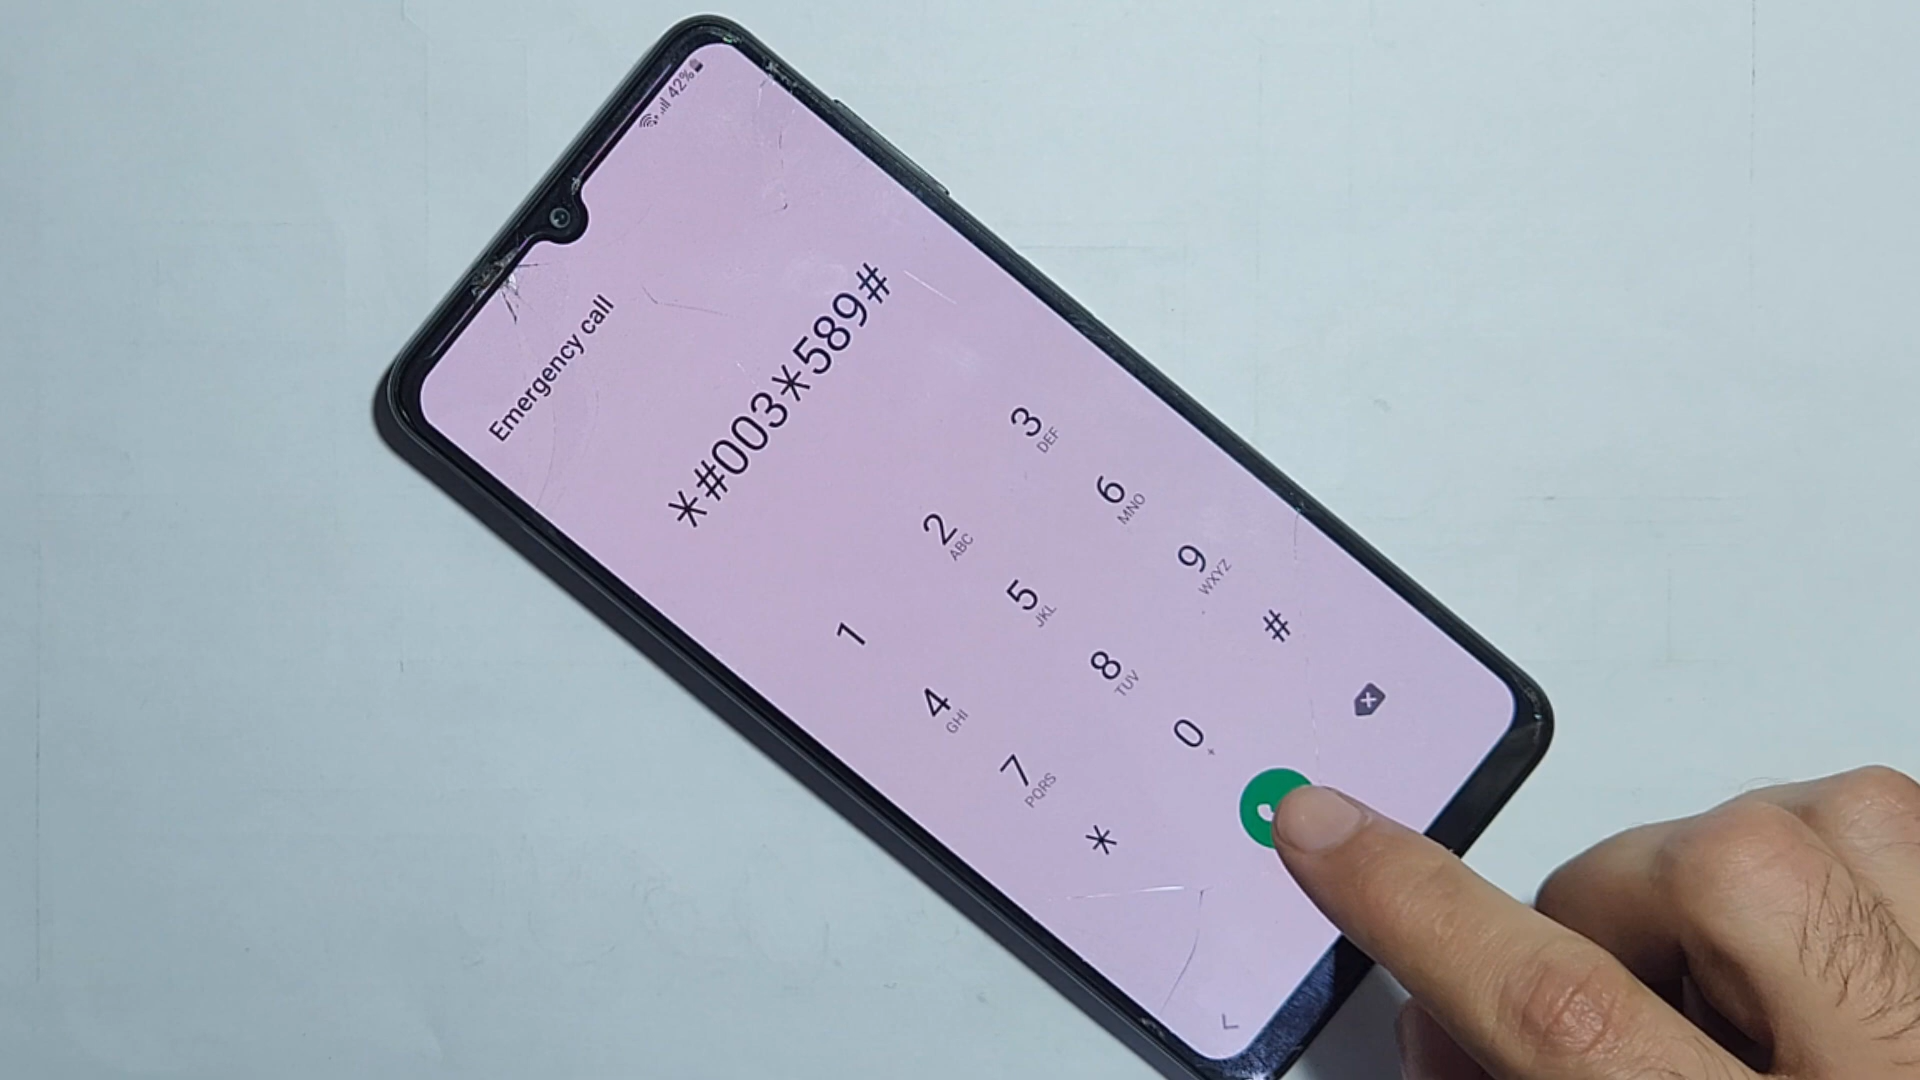 42%
Emergency call
*#003*589#
1 2 ABC 3 DEF
4 GHI 5 JKL 6 MNO
7 PQRS 8 TUV 9 WXYZ
* 0 + #